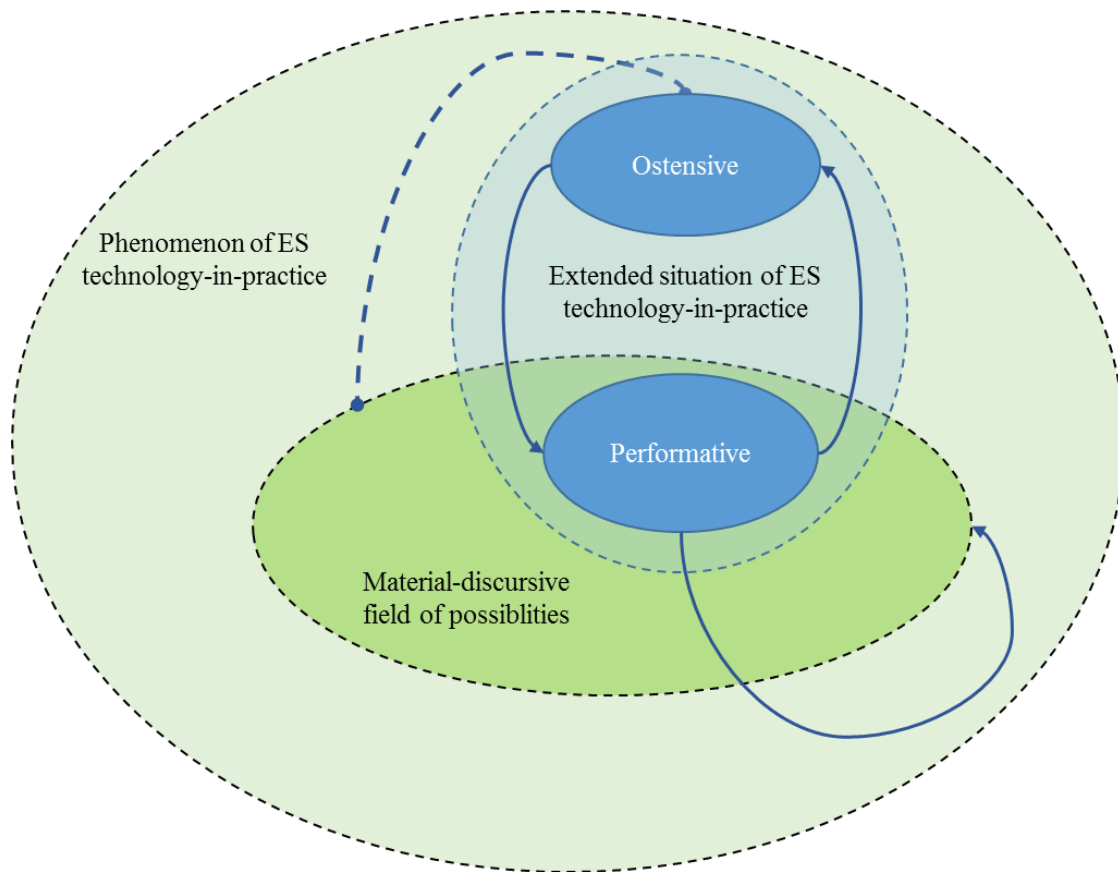 Ostensive
Phenomenon of ES
technology-in-practice
Extended situation of ES
technology-in-practice
Performative
Material-discursive
field of possiblities